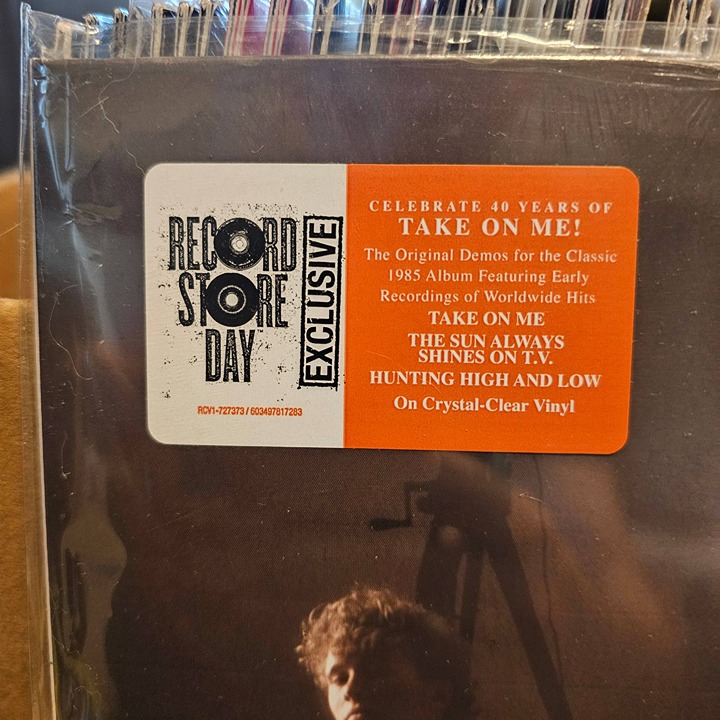 RECORD
STORE
DAY
EXCLUSIVE
RCV1-727373 / 603497817283
CELEBRATE 40 YEARS OF
TAKE ON ME!
The Original Demos for the Classic
1985 Album Featuring Early
Recordings of Worldwide Hits
TAKE ON ME
THE SUN ALWAYS
SHINES ON T.V.
HUNTING HIGH AND LOW
On Crystal-Clear Vinyl